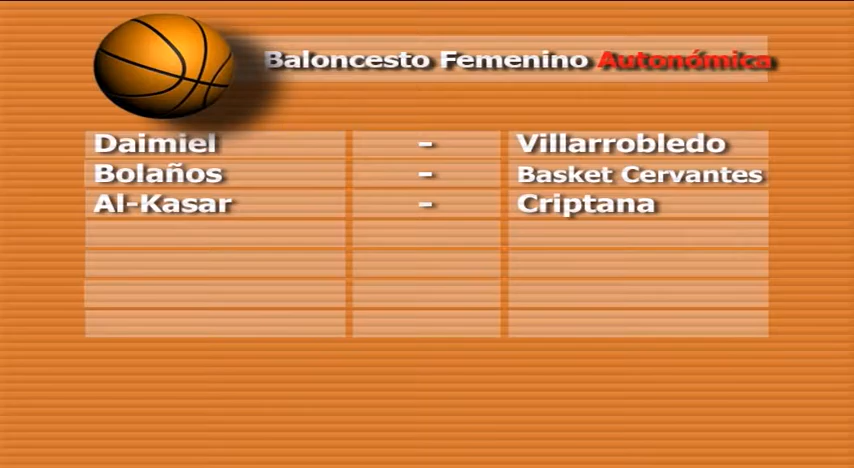 Baloncesto Femenino Autonómica
Daimiel - Villarrobledo
Bolaños - Basket Cervantes
Al-Kasar - Criptana